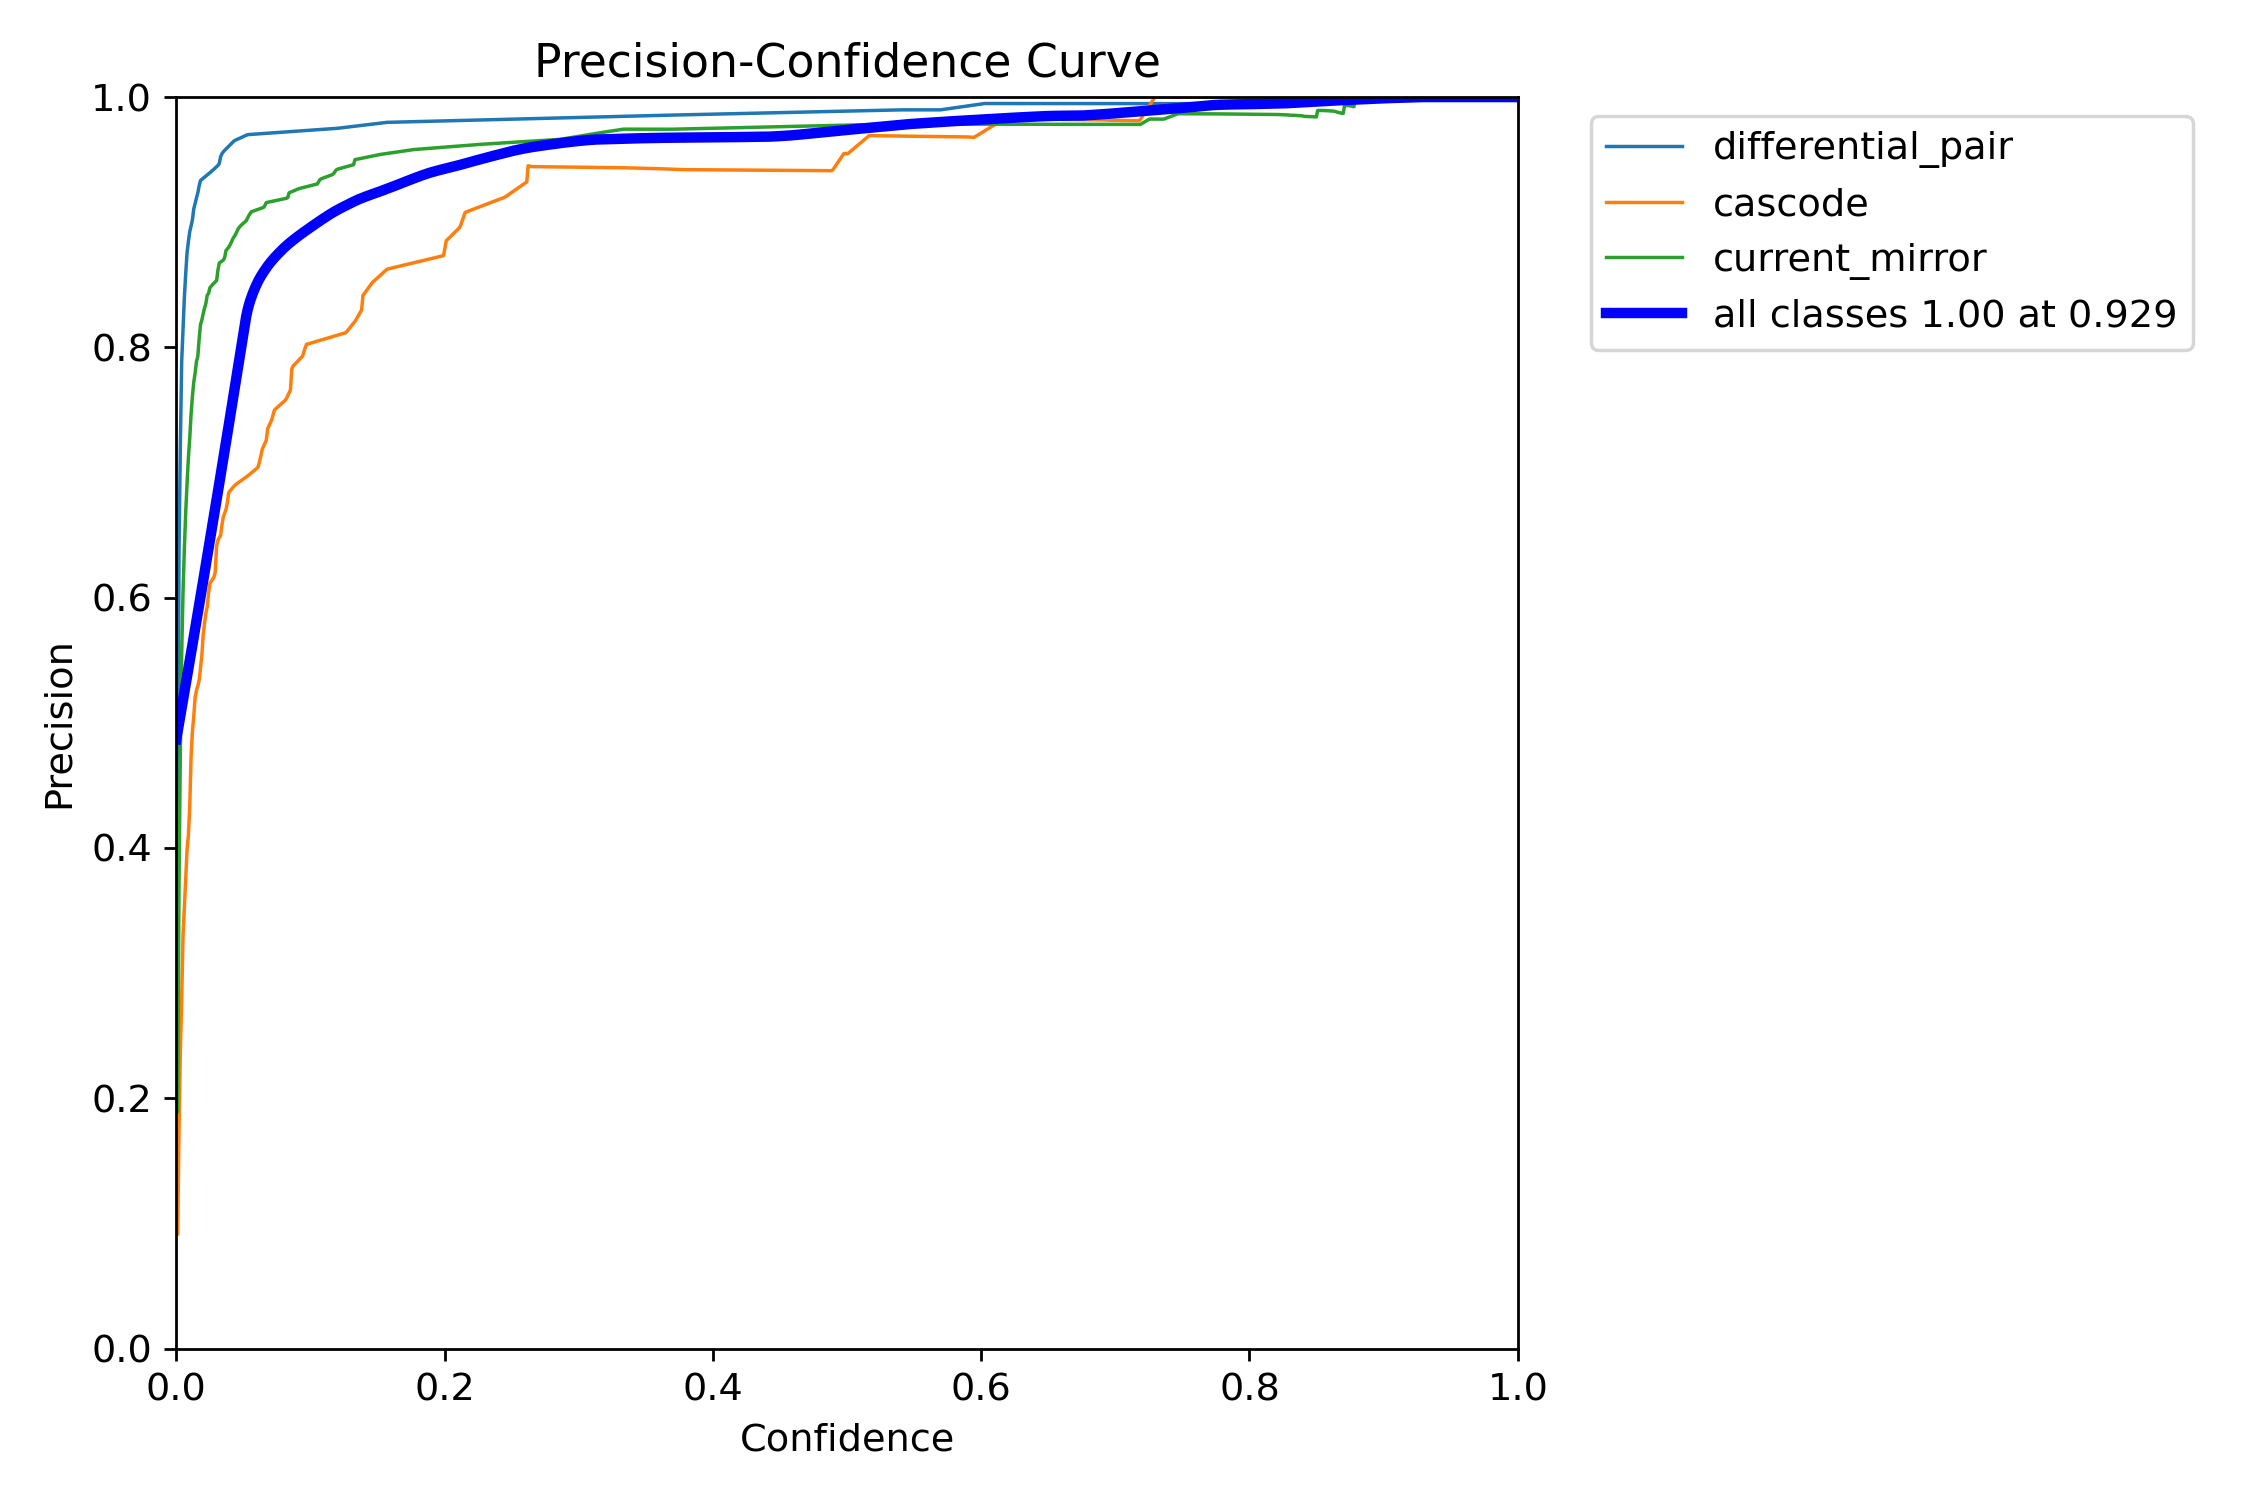 Precision-Confidence Curve
1.0
0.8
0.6
0.4
0.2
0.0
Precision
0.0 0.2 0.4 0.6 0.8 1.0
Confidence
differential_pair
cascode
current_mirror
all classes 1.00 at 0.929